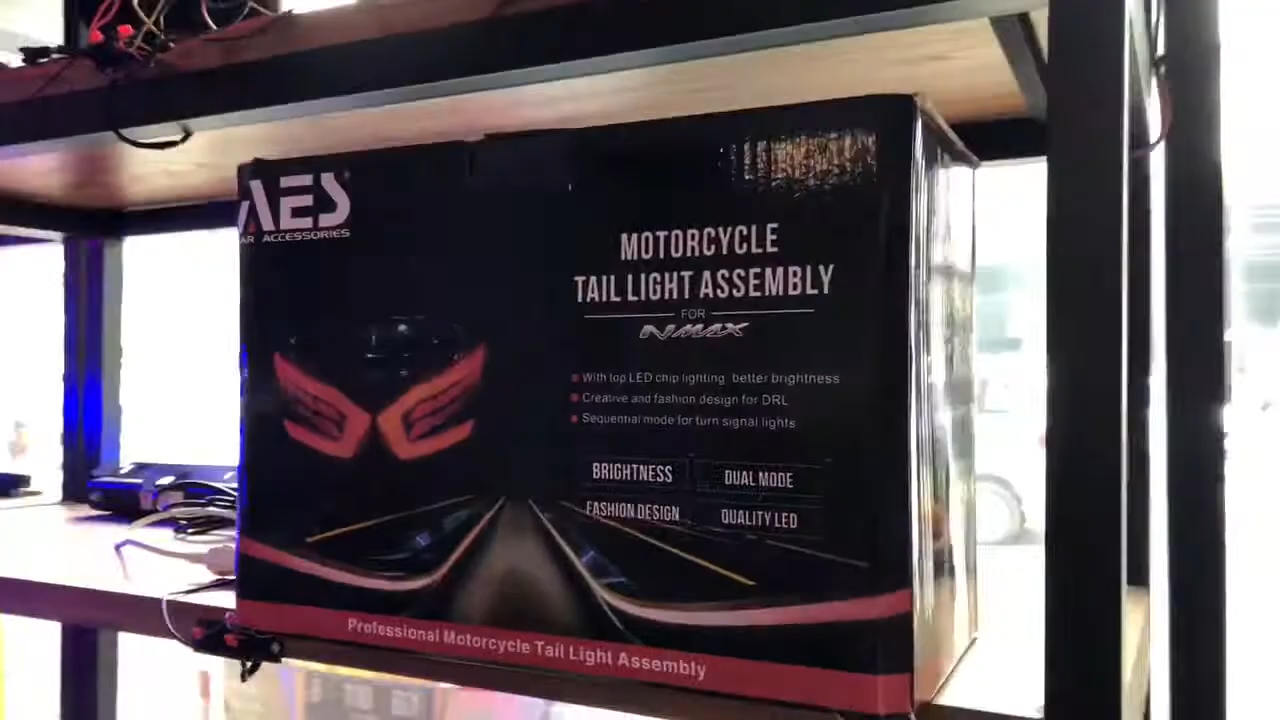 AES
AR ACCESSORIES
MOTORCYCLE
TAIL LIGHT ASSEMBLY
FOR
NMAX
With top LED chip lighting better brightness
Creative and fashion design for DRL
Sequential mode for turn signal lights
BRIGHTNESS
DUAL MODE
FASHION DESIGN
QUALITY LED
Professional Motorcycle Tail Light Assembly